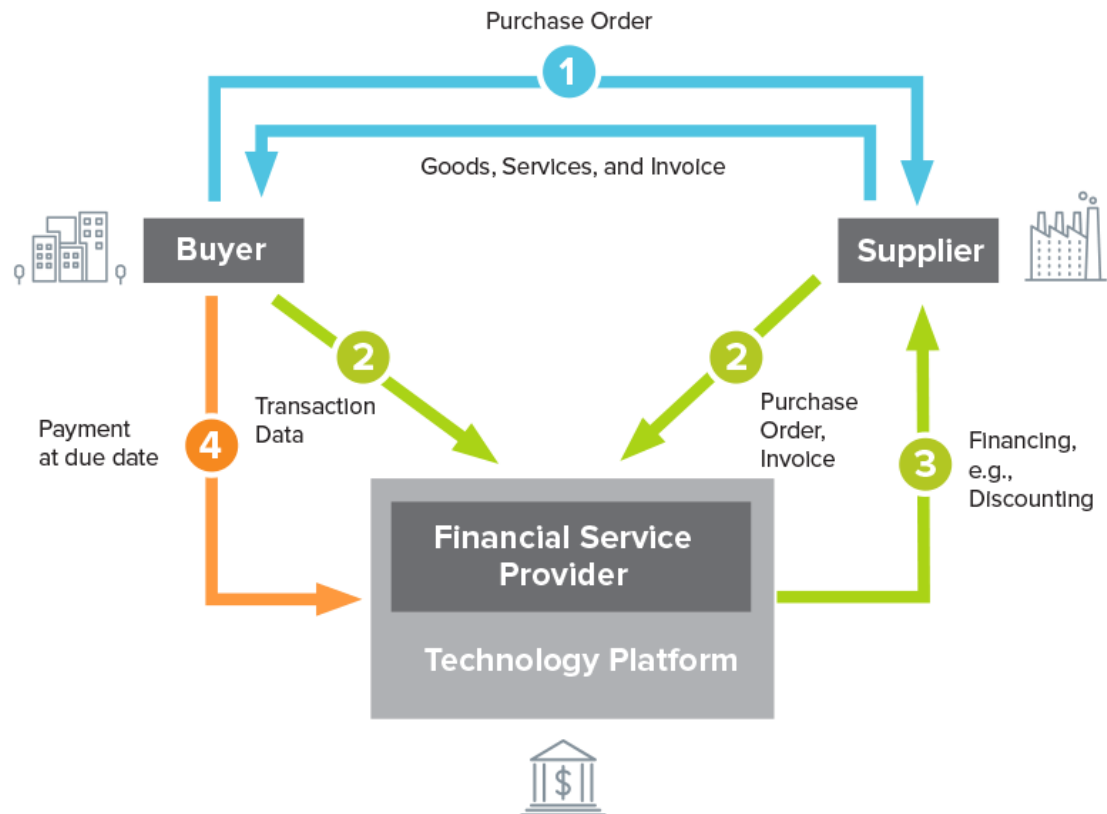 Purchase Order
1
Goods, Services, and Invoice
Buyer
Supplier
2
2
Transaction
Data
Purchase
Order,
Invoice
Payment
at due date
4
3
Financing,
e.g.,
Discounting
Financial Service
Provider
Technology Platform
$